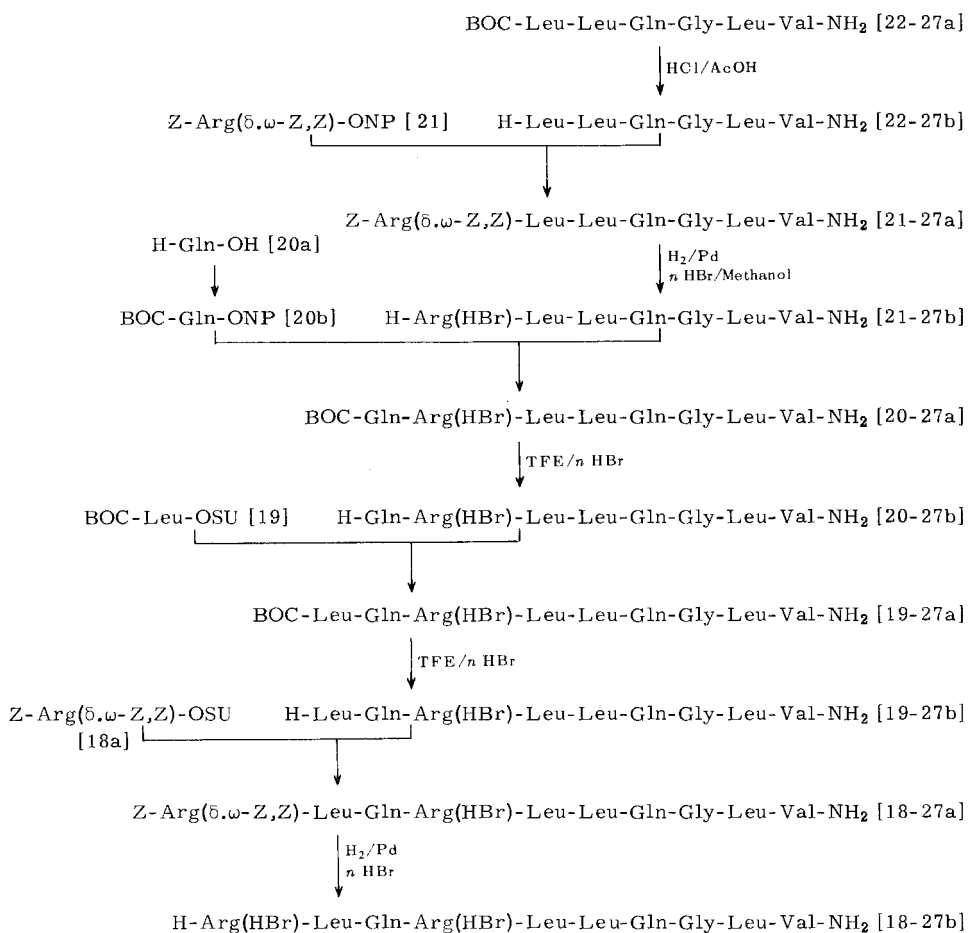 BOC-Leu-Leu-Gln-Gly-Leu-Val-NH₂ [22-27a]
HCl/AcOH
Z-Arg(δ.ω-Z,Z)-ONP [21] H-Leu-Leu-Gln-Gly-Leu-Val-NH₂ [22-27b]
Z-Arg(δ.ω-Z,Z)-Leu-Leu-Gln-Gly-Leu-Val-NH₂ [21-27a]
H-Gln-OH [20a]
H₂/Pd
n HBr/Methanol
BOC-Gln-ONP [20b] H-Arg(HBr)-Leu-Leu-Gln-Gly-Leu-Val-NH₂ [21-27b]
BOC-Gln-Arg(HBr)-Leu-Leu-Gln-Gly-Leu-Val-NH₂ [20-27a]
TFE/n HBr
BOC-Leu-OSU [19] H-Gln-Arg(HBr)-Leu-Leu-Gln-Gly-Leu-Val-NH₂ [20-27b]
BOC-Leu-Gln-Arg(HBr)-Leu-Leu-Gln-Gly-Leu-Val-NH₂ [19-27a]
TFE/n HBr
Z-Arg(δ.ω-Z,Z)-OSU H-Leu-Gln-Arg(HBr)-Leu-Leu-Gln-Gly-Leu-Val-NH₂ [19-27b]
[18a]
Z-Arg(δ.ω-Z,Z)-Leu-Gln-Arg(HBr)-Leu-Leu-Gln-Gly-Leu-Val-NH₂ [18-27a]
H₂/Pd
n HBr
H-Arg(HBr)-Leu-Gln-Arg(HBr)-Leu-Leu-Gln-Gly-Leu-Val-NH₂ [18-27b]